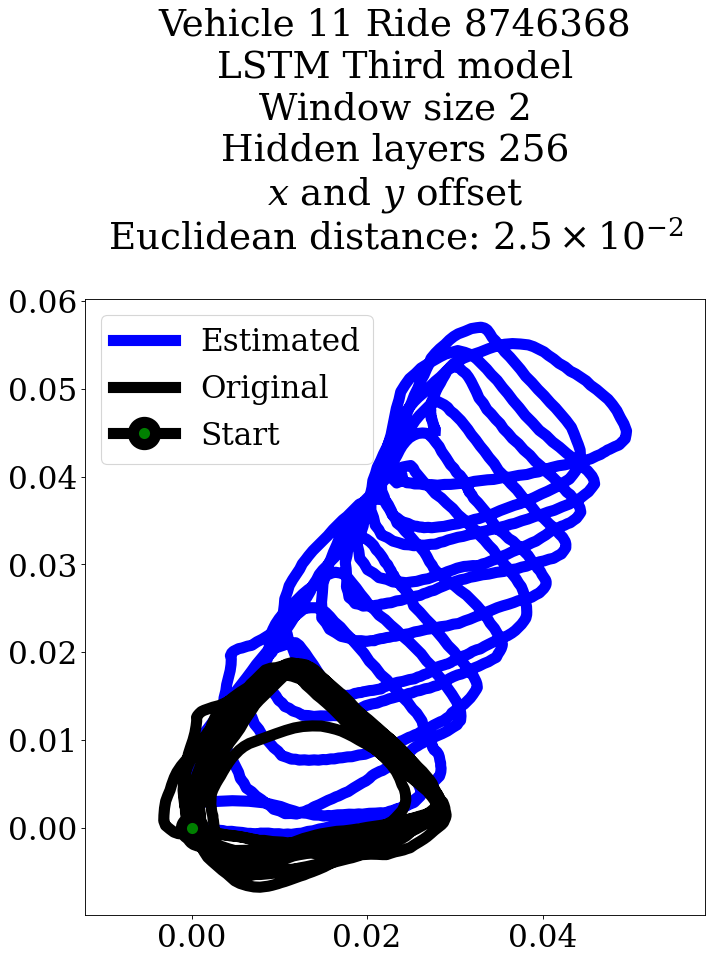 Vehicle 11 Ride 8746368
LSTM Third model
Window size 2
Hidden layers 256
x and y offset
Euclidean distance: 2.5 × 10⁻²
0.06
Estimated
0.05
Original
Start
0.04
0.03
0.02
0.01
0.00
0.00 0.02 0.04